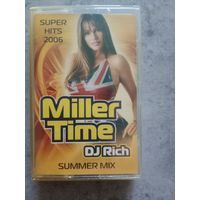 SUPER
HITS
2006
Miller
Time
DJ Rich
SUMMER MIX